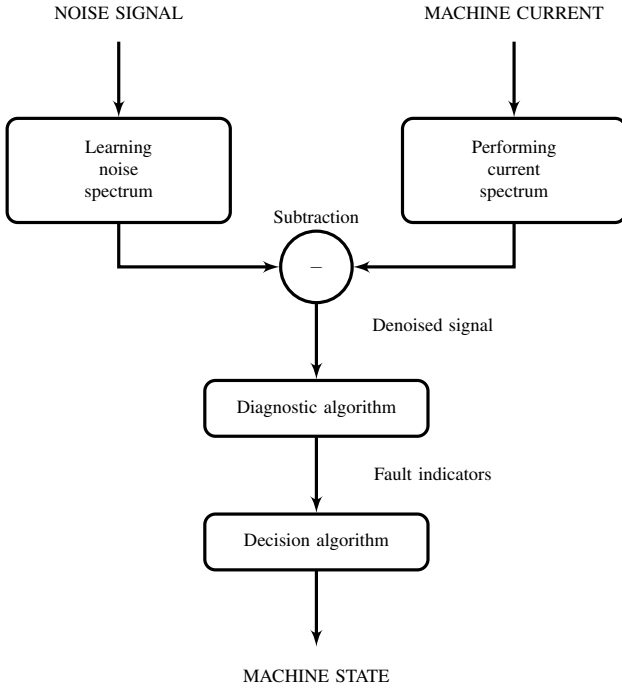 NOISE SIGNAL
MACHINE CURRENT
Learning
noise
spectrum
Performing
current
spectrum
Subtraction
−
Denoised signal
Diagnostic algorithm
Fault indicators
Decision algorithm
MACHINE STATE